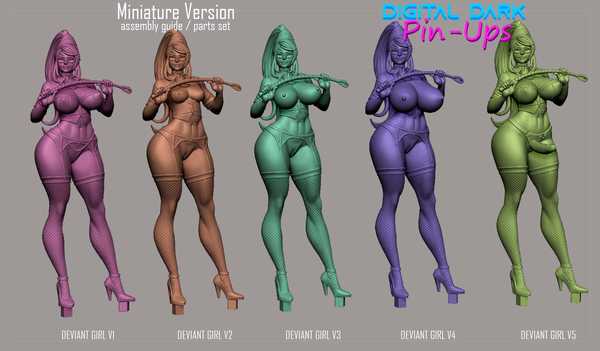 Miniature Version
assembly guide / parts set
DIGITAL DARK
Pin-Ups
DEVIANT GIRL V1
DEVIANT GIRL V2
DEVIANT GIRL V3
DEVIANT GIRL V4
DEVIANT GIRL V5